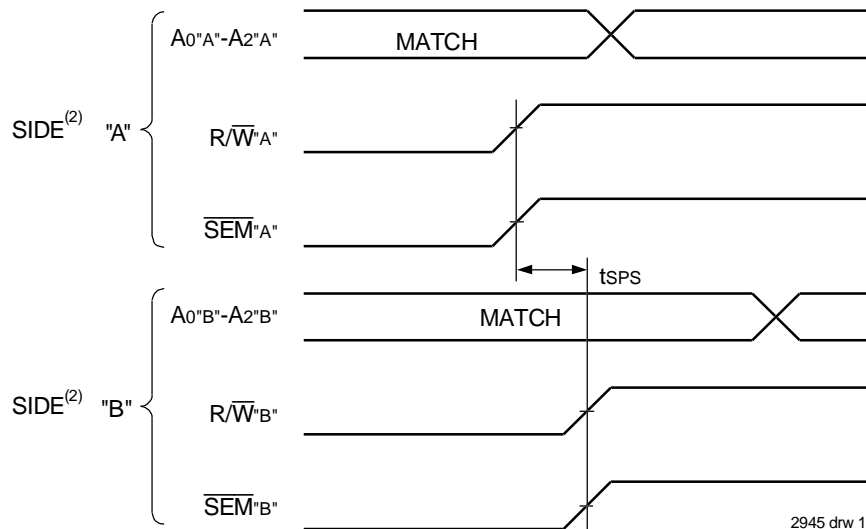 A0"A"-A2"A"
MATCH
SIDE(2) "A"
R/W"A"
SEM"A"
tSPS
A0"B"-A2"B"
MATCH
SIDE(2) "B"
R/W"B"
SEM"B"
2945 drw 1